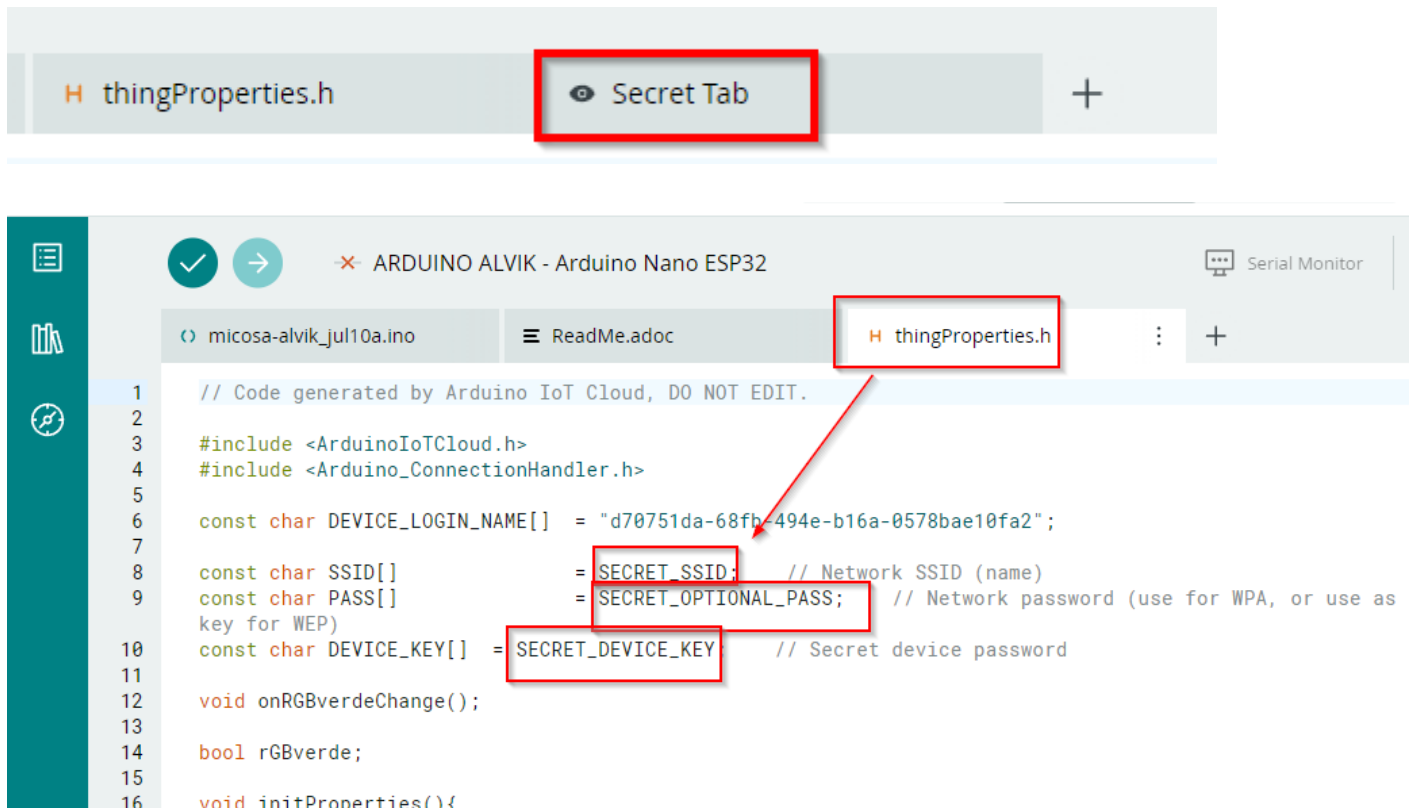 H thingProperties.h Secret Tab +
ARDUINO ALVIK - Arduino Nano ESP32 Serial Monitor
<> micosa-alvik_jul10a.ino ReadMe.adoc H thingProperties.h +
1 // Code generated by Arduino IoT Cloud, DO NOT EDIT.
2
3 #include <ArduinoIoTCloud.h>
4 #include <Arduino_ConnectionHandler.h>
5
6 const char DEVICE_LOGIN_NAME[] = "d70751da-68fb-494e-b16a-0578bae10fa2";
7
8 const char SSID[] = SECRET_SSID; // Network SSID (name)
9 const char PASS[] = SECRET_OPTIONAL_PASS; // Network password (use for WPA, or use as
key for WEP)
10 const char DEVICE_KEY[] = SECRET_DEVICE_KEY; // Secret device password
11
12 void onRGBverdeChange();
13
14 bool rGBverde;
15
16 void initProperties(){